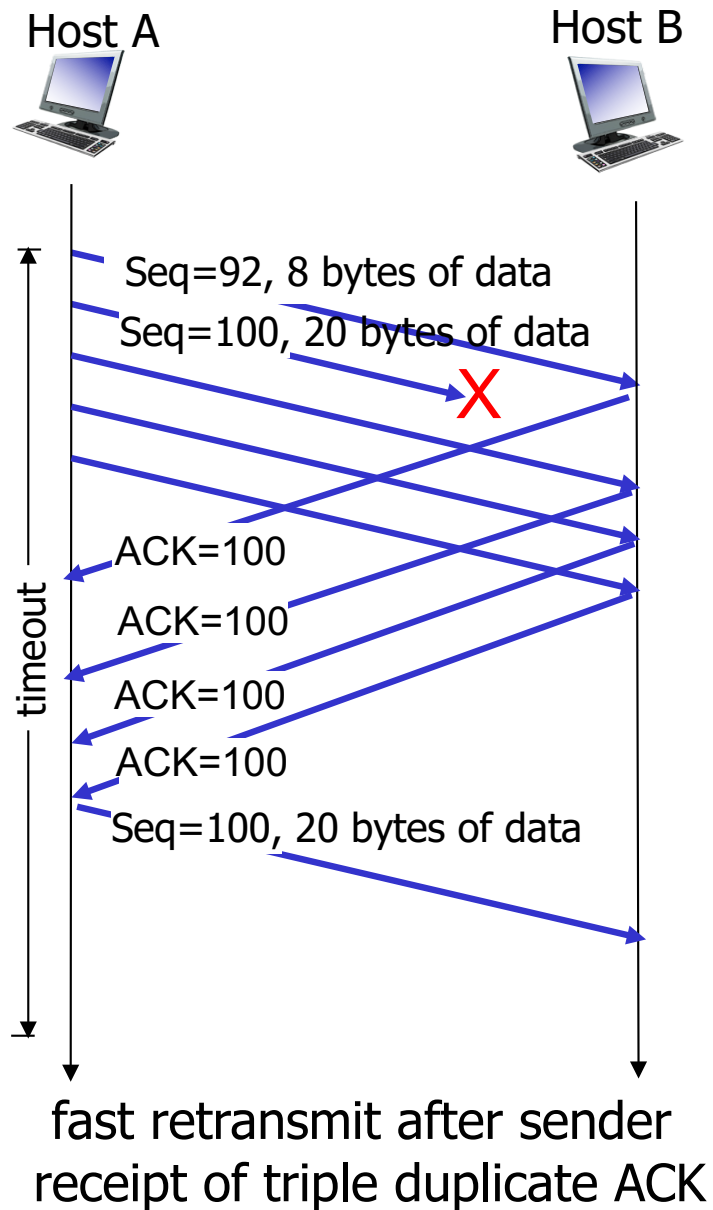 Host A
Host B
Seq=92, 8 bytes of data
Seq=100, 20 bytes of data
X
ACK=100
ACK=100
timeout
ACK=100
ACK=100
Seq=100, 20 bytes of data
fast retransmit after sender
receipt of triple duplicate ACK